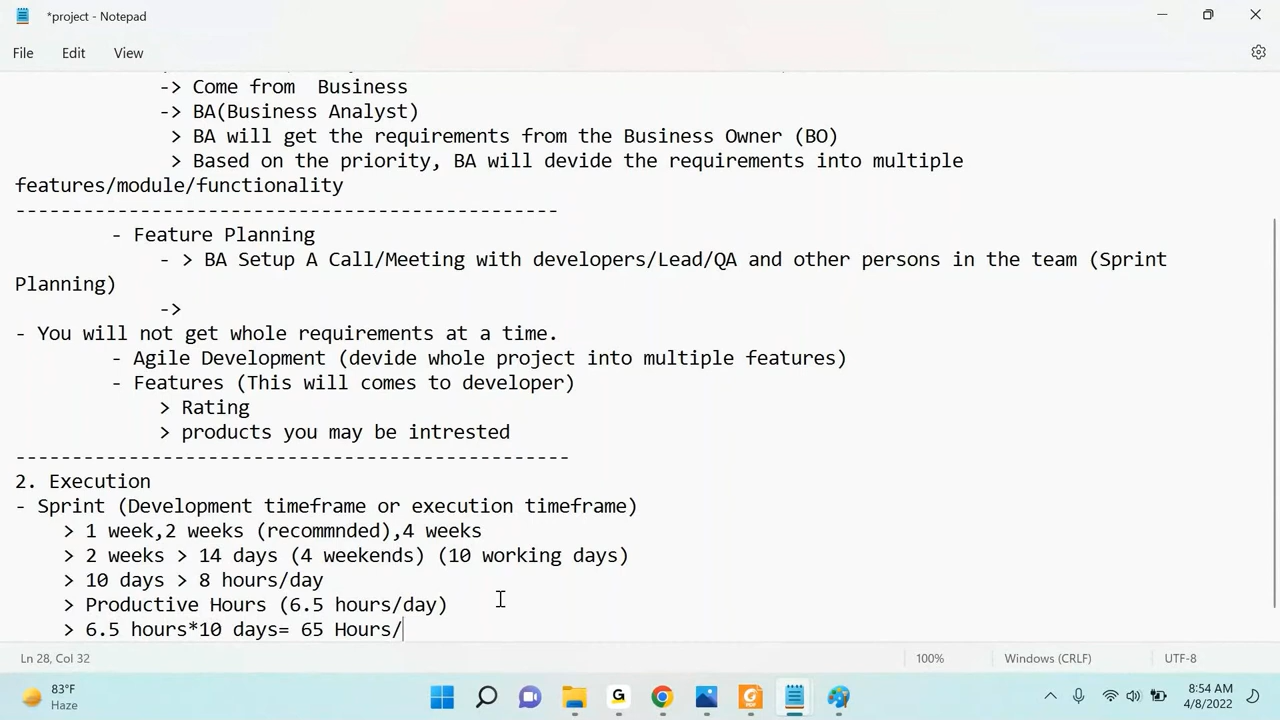 *project - Notepad
File Edit View
-> Come from  Business
-> BA(Business Analyst)
> BA will get the requirements from the Business Owner (BO)
> Based on the priority, BA will devide the requirements into multiple
features/module/functionality
------------------------------------------------
- Feature Planning
- > BA Setup A Call/Meeting with developers/Lead/QA and other persons in the team (Sprint
Planning)
->
- You will not get whole requirements at a time.
- Agile Development (devide whole project into multiple features)
- Features (This will comes to developer)
> Rating
> products you may be intrested
-------------------------------------------------
2. Execution
- Sprint (Development timeframe or execution timeframe)
> 1 week,2 weeks (recommnded),4 weeks
> 2 weeks > 14 days (4 weekends) (10 working days)
> 10 days > 8 hours/day
> Productive Hours (6.5 hours/day)
> 6.5 hours*10 days= 65 Hours/
Ln 28, Col 32 100% Windows (CRLF) UTF-8
83°F
Haze
G
PDF
8:54 AM
4/8/2022